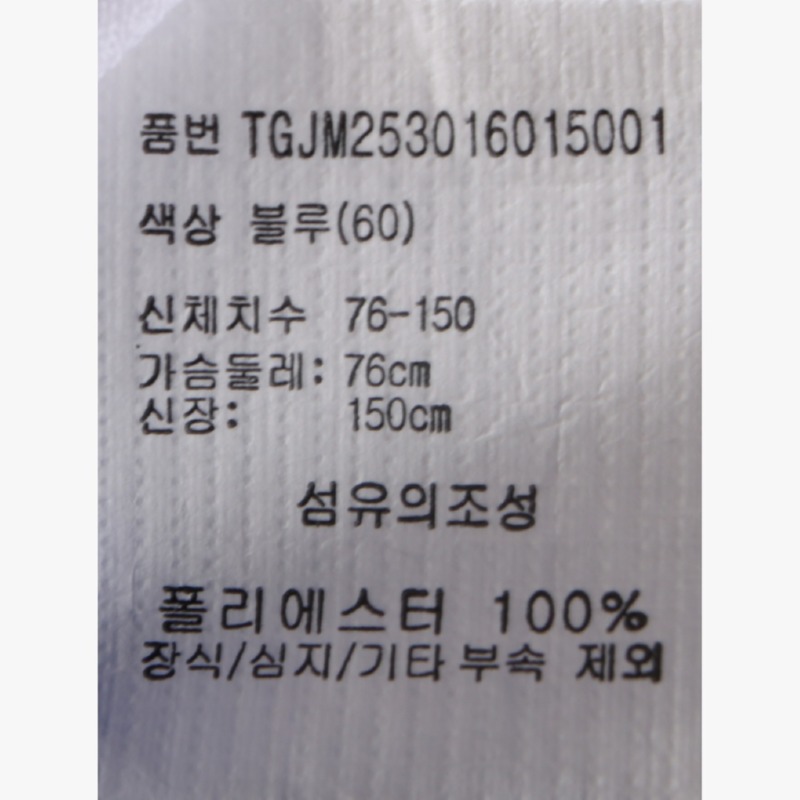 품번 TGJM253016015001
색상 블루(60)
신체치수 76-150
가슴둘레: 76cm
신장: 150cm
섬유의조성
폴리에스터 100%
장식/심지/기타 부속 제외